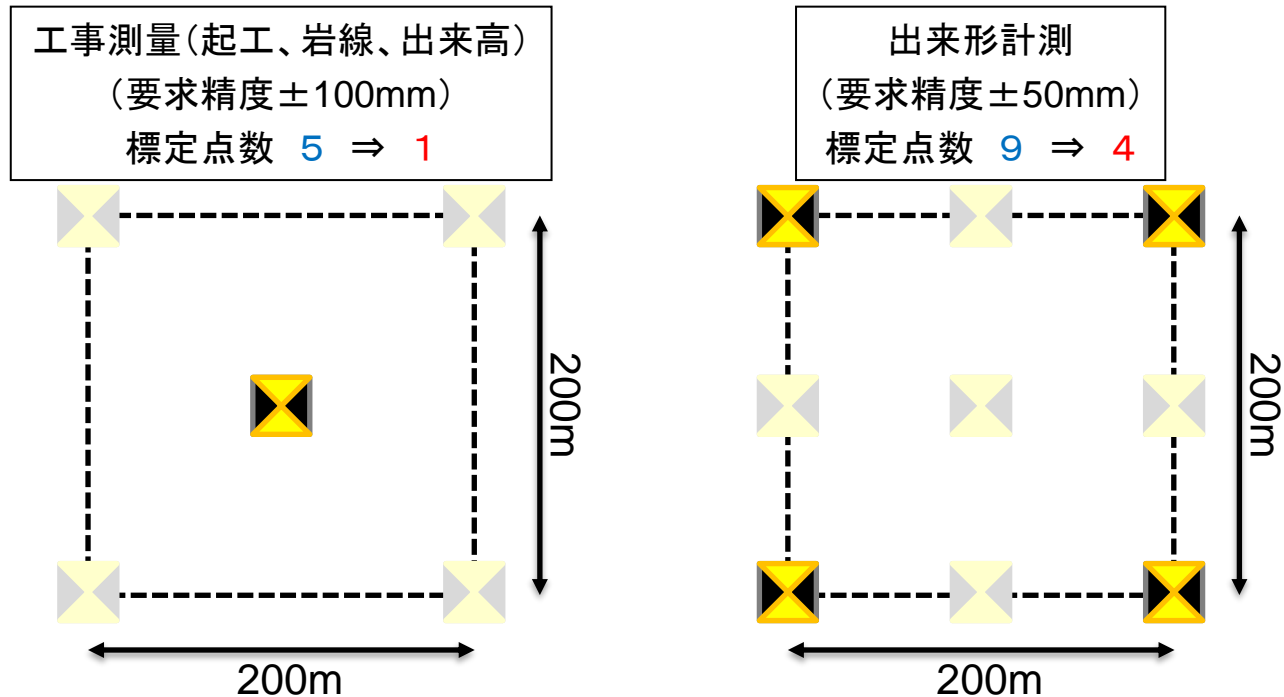 工事測量(起工、岩線、出来高)
(要求精度±100mm)
標定点数 5 ⇒ 1
200m
200m
出来形計測
(要求精度±50mm)
標定点数 9 ⇒ 4
200m
200m